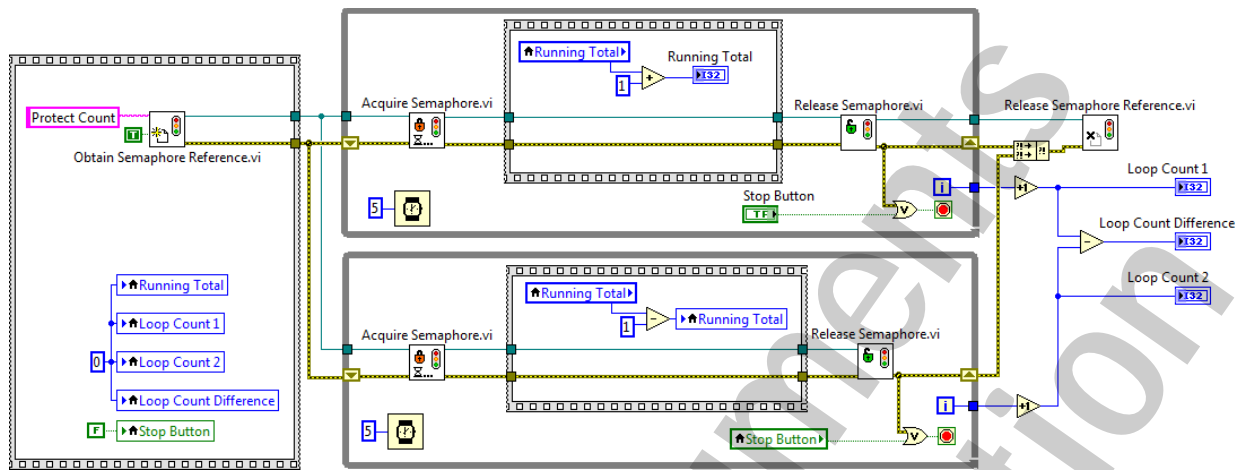 Running Total
Running Total
1
+
I32
Protect Count
T
Obtain Semaphore Reference.vi
Acquire Semaphore.vi
Release Semaphore.vi
Release Semaphore Reference.vi
5
Stop Button
TF
V
i
+1
Loop Count 1
I32
Loop Count Difference
I32
Loop Count 2
I32
Running Total
1
Running Total
Acquire Semaphore.vi
Release Semaphore.vi
Running Total
Loop Count 1
0
Loop Count 2
Loop Count Difference
F
Stop Button
5
Stop Button
V
i
+1
ments
tion